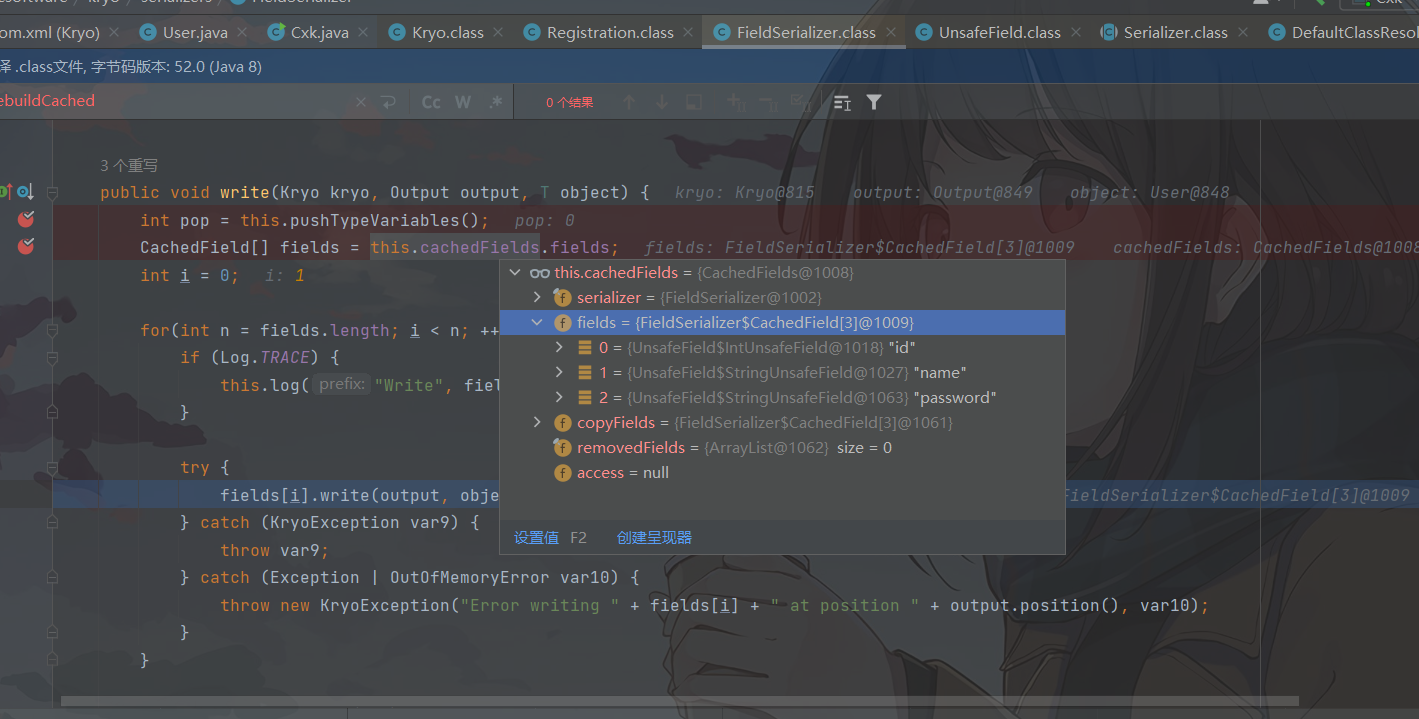 kryo serializers FieldSerializer Cxk
om.xml (Kryo) User.java Cxk.java Kryo.class Registration.class FieldSerializer.class UnsafeField.class Serializer.class DefaultClassResol
译 .class文件, 字节码版本: 52.0 (Java 8)
ebuildCached Cc W .* 0 个结果
3 个重写
public void write(Kryo kryo, Output output, T object) { kryo: Kryo@815 output: Output@849 object: User@848
int pop = this.pushTypeVariables(); pop: 0
CachedField[] fields = this.cachedFields.fields; fields: FieldSerializer$CachedField[3]@1009 cachedFields: CachedFields@1008
int i = 0; i: 1
this.cachedFields = {CachedFields@1008}
serializer = {FieldSerializer@1002}
fields = {FieldSerializer$CachedField[3]@1009}
0 = {UnsafeField$IntUnsafeField@1018} "id"
1 = {UnsafeField$StringUnsafeField@1027} "name"
2 = {UnsafeField$StringUnsafeField@1063} "password"
copyFields = {FieldSerializer$CachedField[3]@1061}
removedFields = {ArrayList@1062} size = 0
access = null
设置值 F2 创建呈现器
for(int n = fields.length; i < n; ++
if (Log.TRACE) {
this.log( prefix: "Write", fiel
}
try {
fields[i].write(output, obje FieldSerializer$CachedField[3]@1009
} catch (KryoException var9) {
throw var9;
} catch (Exception | OutOfMemoryError var10) {
throw new KryoException("Error writing " + fields[i] + " at position " + output.position(), var10);
}
}